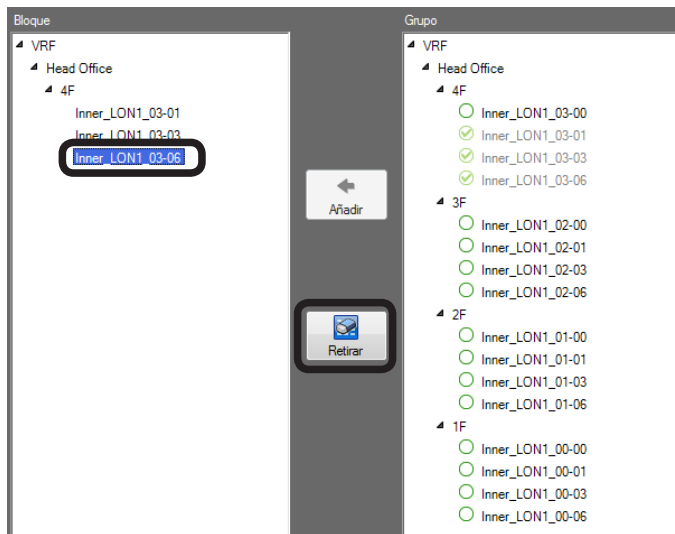 Bloque
VRF
Head Office
4F
Inner_LON1_03-01
Inner_LON1_03-03
Inner_LON1_03-06
Añadir
Retirar
Grupo
VRF
Head Office
4F
Inner_LON1_03-00
Inner_LON1_03-01
Inner_LON1_03-03
Inner_LON1_03-06
3F
Inner_LON1_02-00
Inner_LON1_02-01
Inner_LON1_02-03
Inner_LON1_02-06
2F
Inner_LON1_01-00
Inner_LON1_01-01
Inner_LON1_01-03
Inner_LON1_01-06
1F
Inner_LON1_00-00
Inner_LON1_00-01
Inner_LON1_00-03
Inner_LON1_00-06